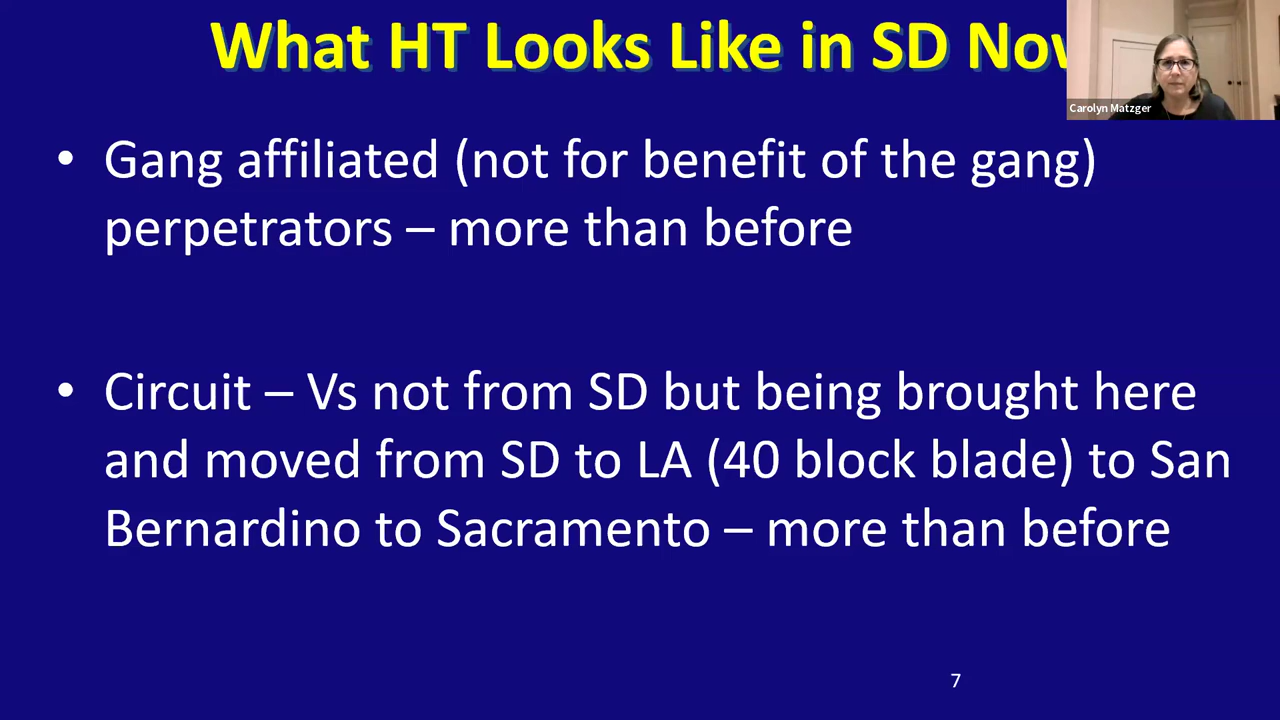 What HT Looks Like in SD
Carolyn Matzger
• Gang affiliated (not for benefit of the gang)
perpetrators – more than before
• Circuit – Vs not from SD but being brought here
and moved from SD to LA (40 block blade) to San
Bernardino to Sacramento – more than before
7